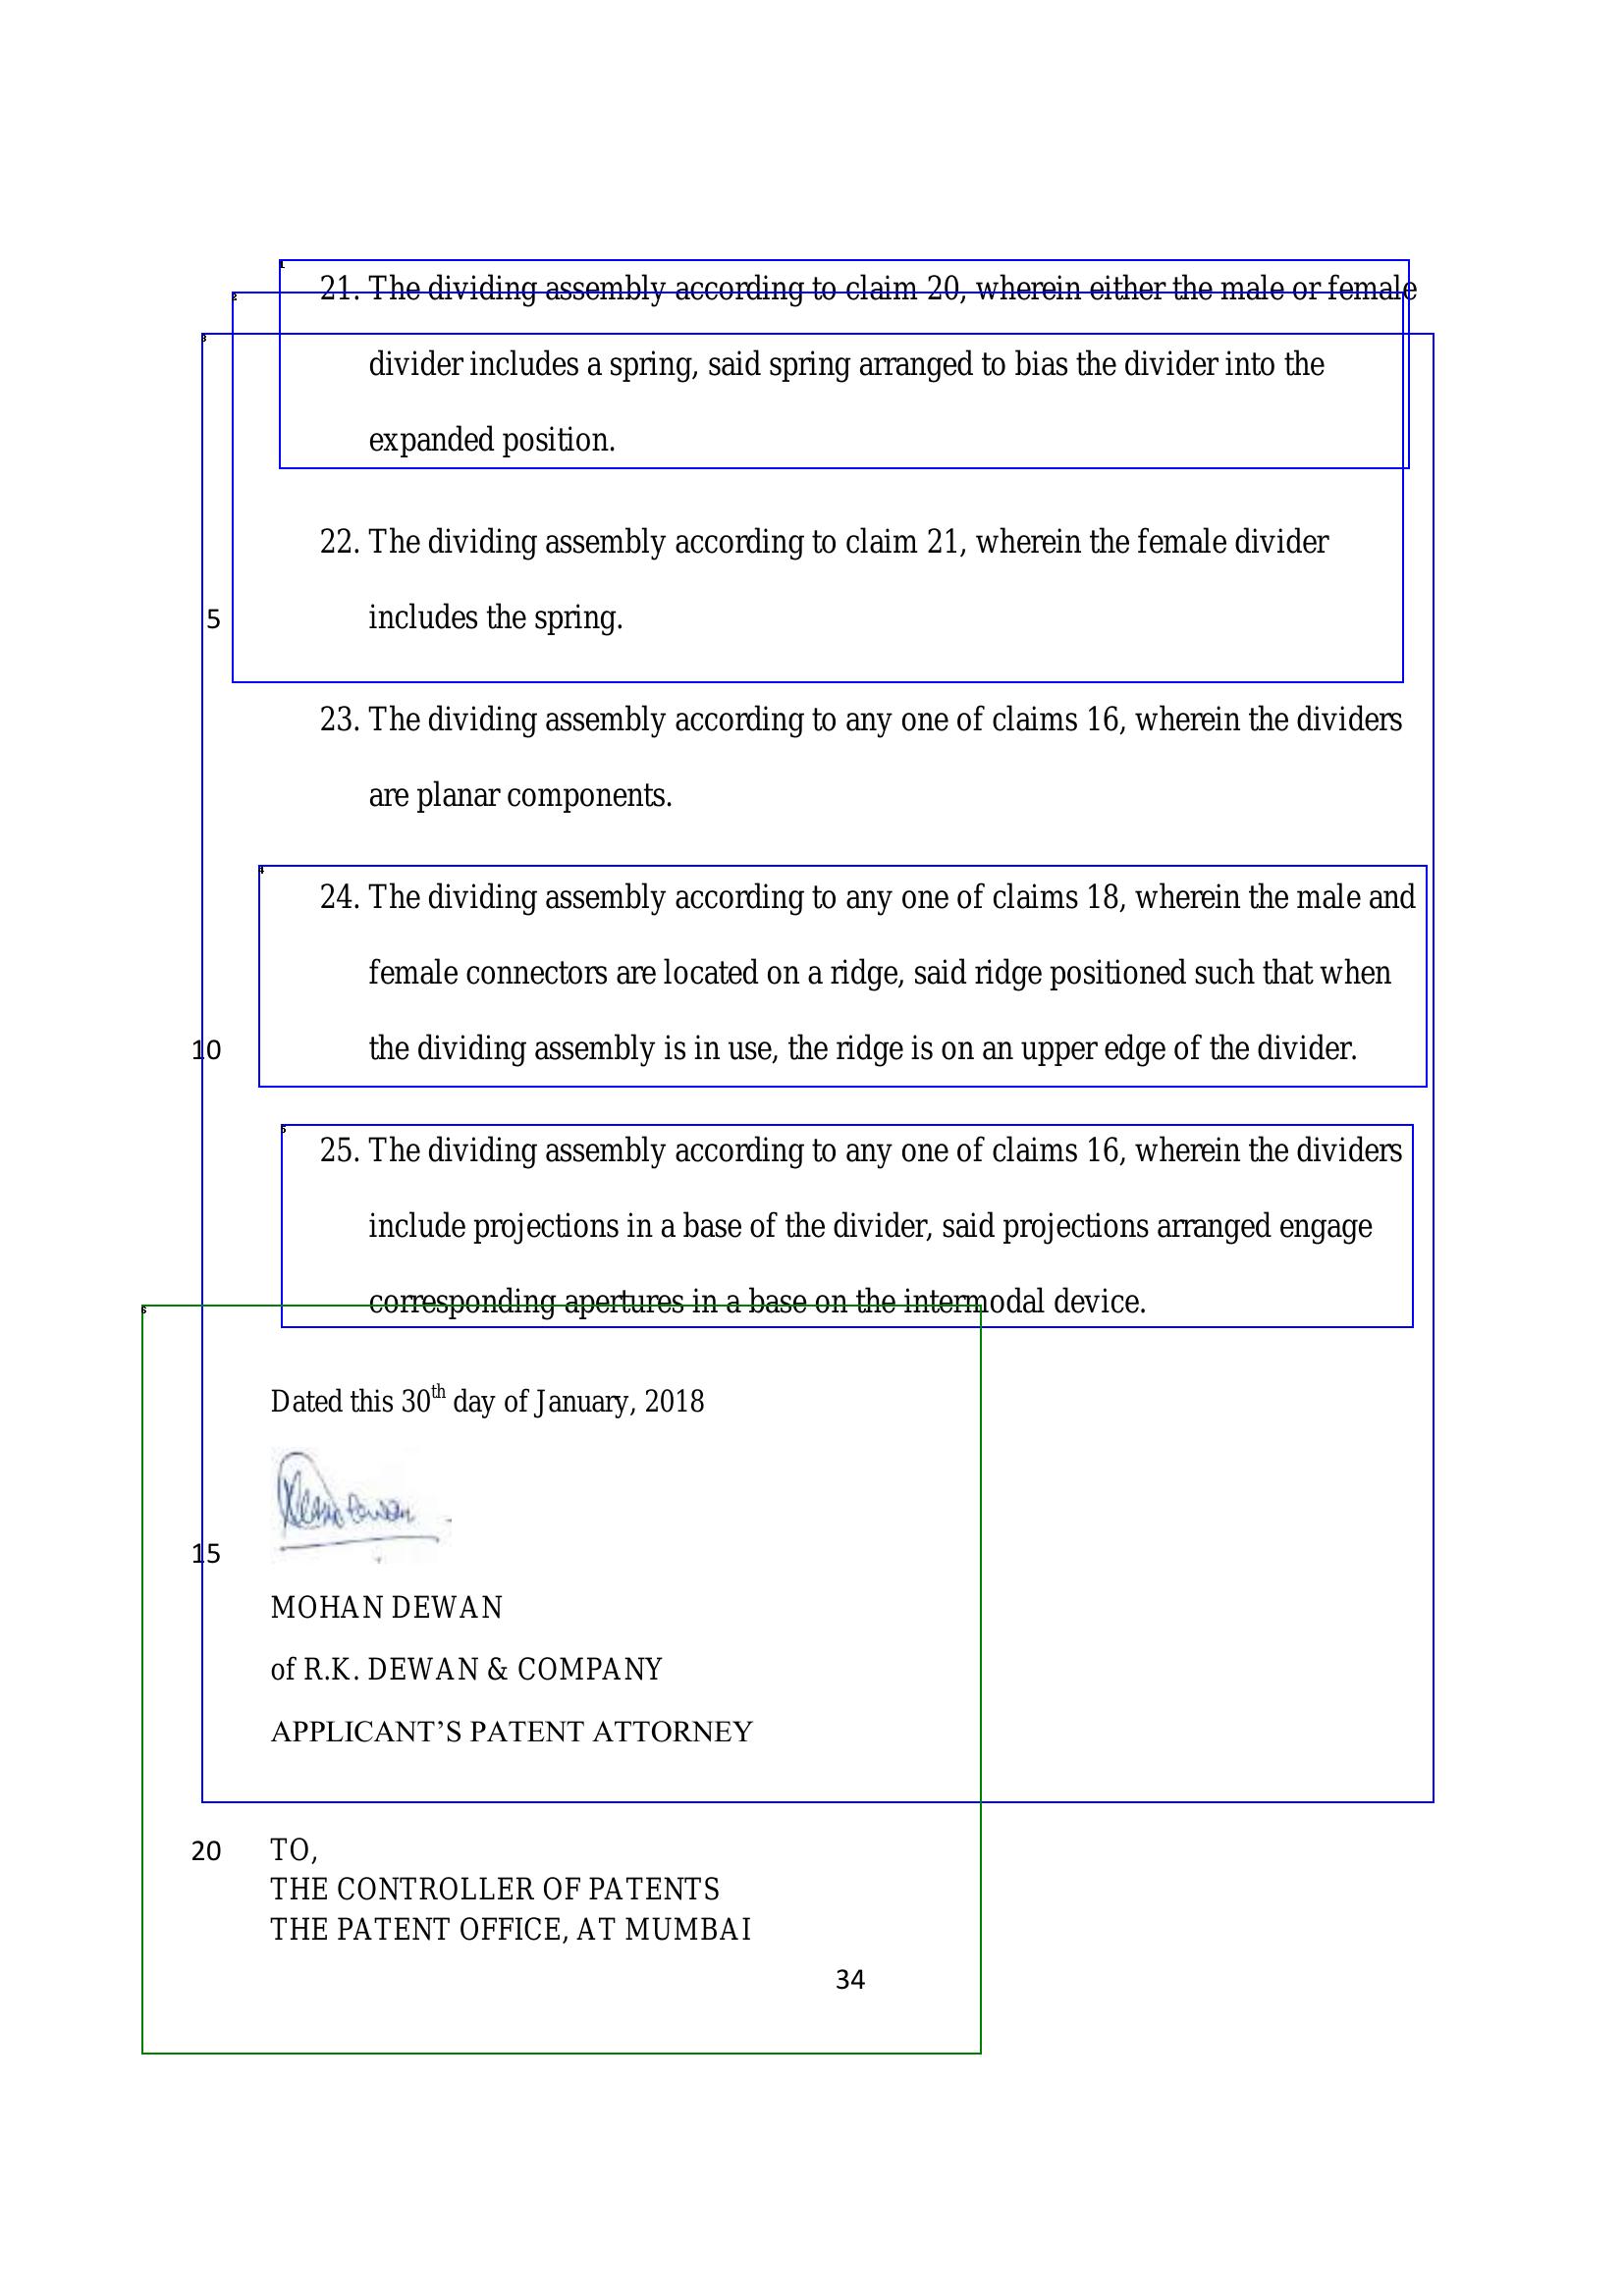 21. The dividing assembly according to claim 20, wherein either the male or female
divider includes a spring, said spring arranged to bias the divider into the
expanded position.
22. The dividing assembly according to claim 21, wherein the female divider
5 includes the spring.
23. The dividing assembly according to any one of claims 16, wherein the dividers
are planar components.
24. The dividing assembly according to any one of claims 18, wherein the male and
female connectors are located on a ridge, said ridge positioned such that when
10 the dividing assembly is in use, the ridge is on an upper edge of the divider.
25. The dividing assembly according to any one of claims 16, wherein the dividers
include projections in a base of the divider, said projections arranged engage
corresponding apertures in a base on the intermodal device.
Dated this 30th day of January, 2018
15
MOHAN DEWAN
of R.K. DEWAN & COMPANY
APPLICANT’S PATENT ATTORNEY
20 TO,
THE CONTROLLER OF PATENTS
THE PATENT OFFICE, AT MUMBAI
34